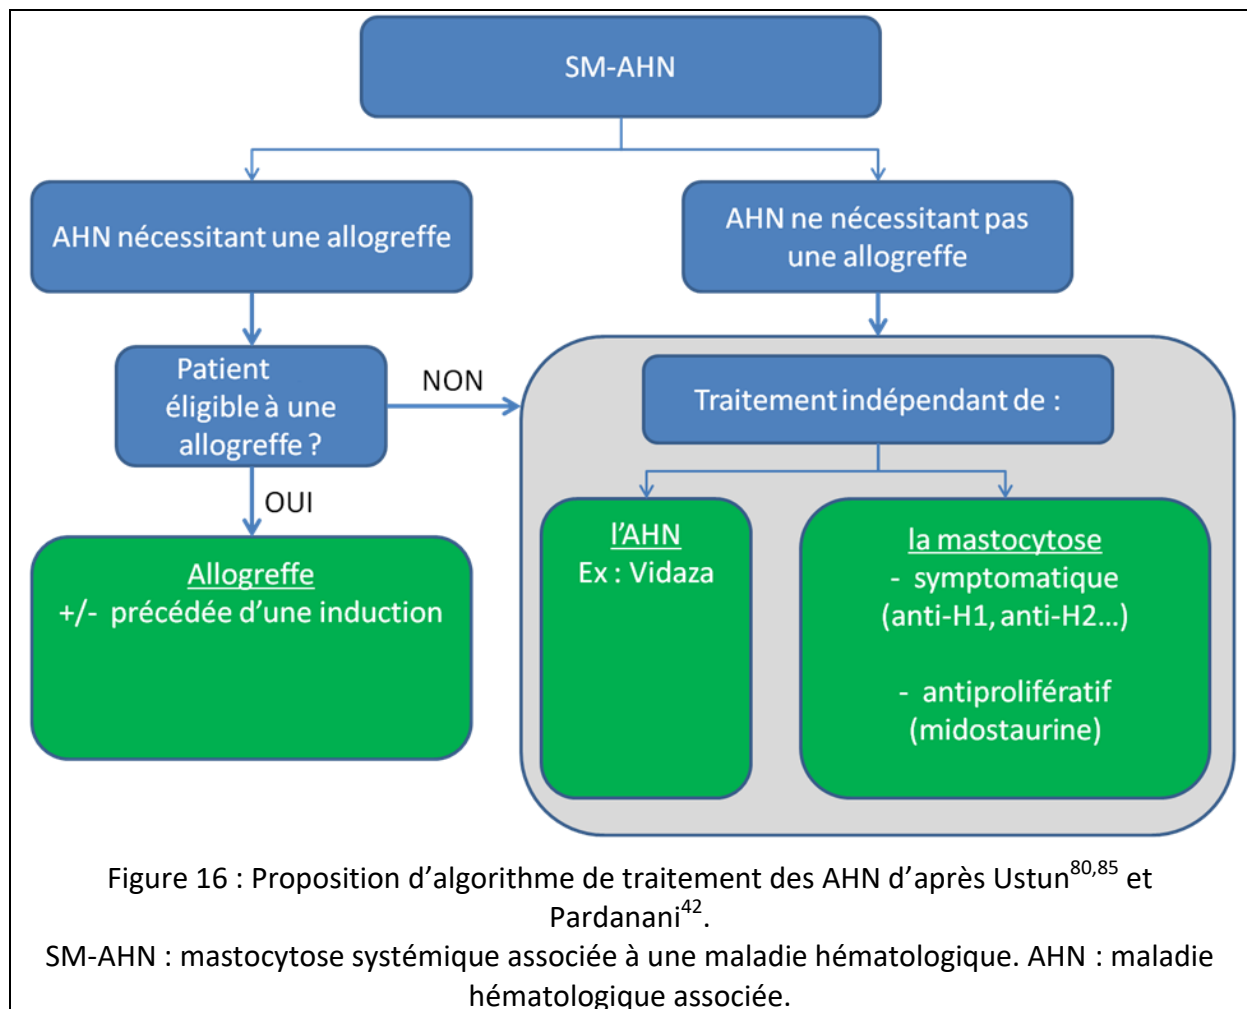 SM-AHN
AHN nécessitant une allogreffe
AHN ne nécessitant pas
une allogreffe
Patient
éligible à une
allogreffe ?
NON
OUI
Allogreffe
+/- précédée d'une induction
Traitement indépendant de :
l'AHN
Ex : Vidaza
la mastocytose
- symptomatique
(anti-H1, anti-H2...)
- antiprolifératif
(midostaurine)
Figure 16 : Proposition d'algorithme de traitement des AHN d'après Ustun80,85 et
Pardanani42.
SM-AHN : mastocytose systémique associée à une maladie hématologique. AHN : maladie
hématologique associée.